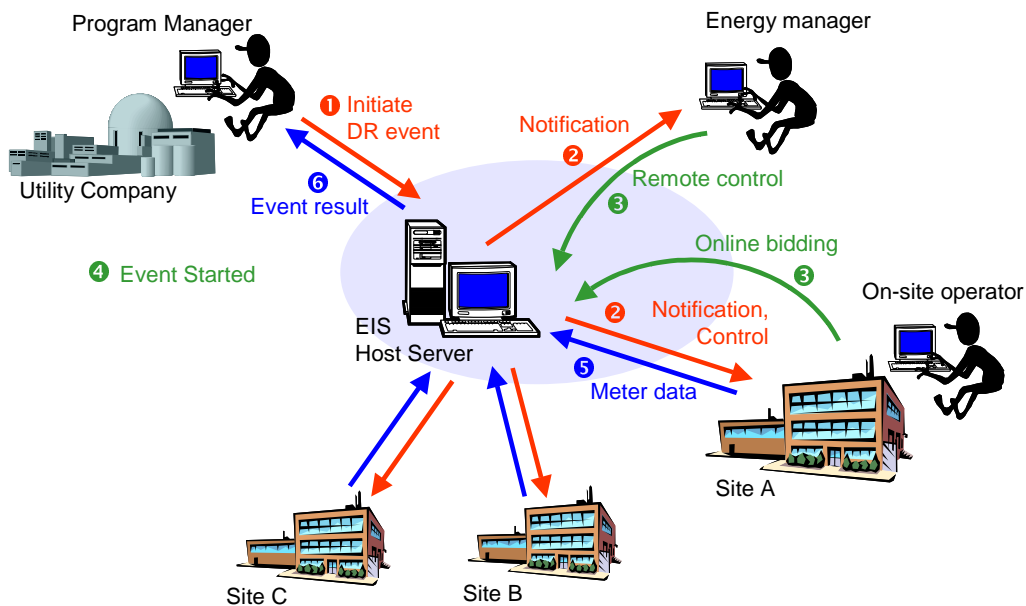 Program Manager
Energy manager
❶ Initiate
DR event
Notification
❷
❻
Event result
Utility Company
Remote control
❸
Online bidding
❸
❹ Event Started
On-site operator
EIS
Host Server
❷
Notification,
Control
❺
Meter data
Site A
Site C
Site B